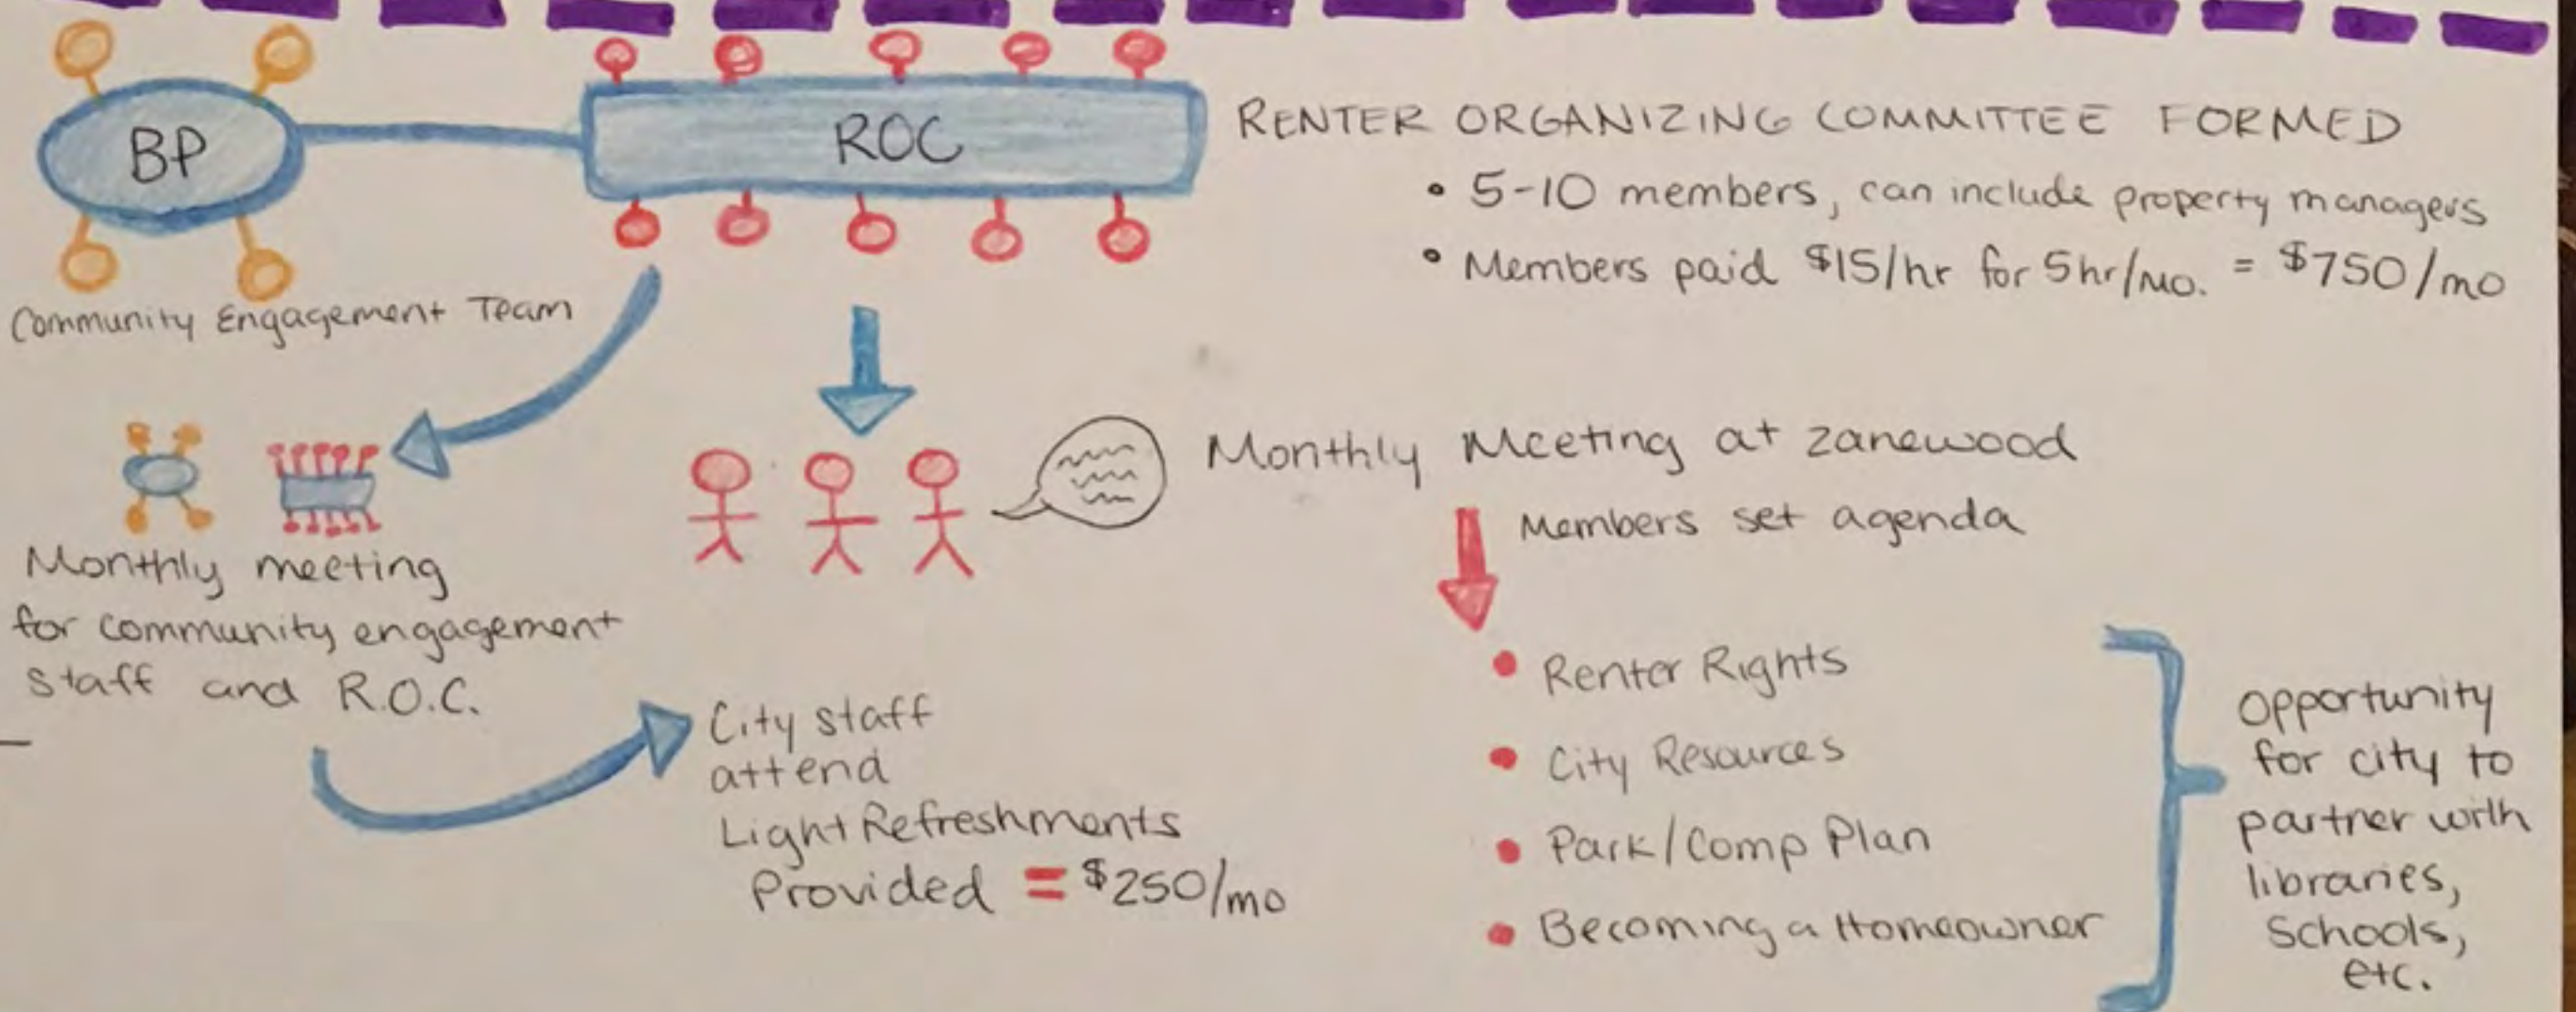 BP
ROC
RENTER ORGANIZING COMMITTEE FORMED
• 5-10 members, can include property managers
• Members paid $15/hr for 5hr/mo. = $750/mo
Community Engagement Team
Monthly Meeting at Zanewood
Members set agenda
Monthly meeting
for community engagement
staff and R.O.C.
City staff
attend
Light Refreshments
Provided = $250/mo
• Renter Rights
• City Resources
• Park/Comp Plan
• Becoming a Homeowner
Opportunity
for city to
partner with
libraries,
Schools,
etc.